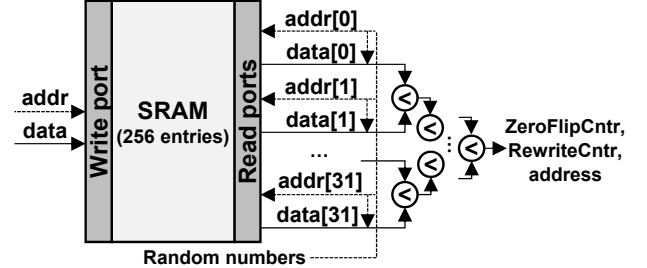 addr
data
Write port
SRAM
(256 entries)
Read ports
addr[0]
data[0]
addr[1]
data[1]
...
addr[31]
data[31]
Random numbers
<
<
<
...
<
<
<
ZeroFlipCntr,
RewriteCntr,
address